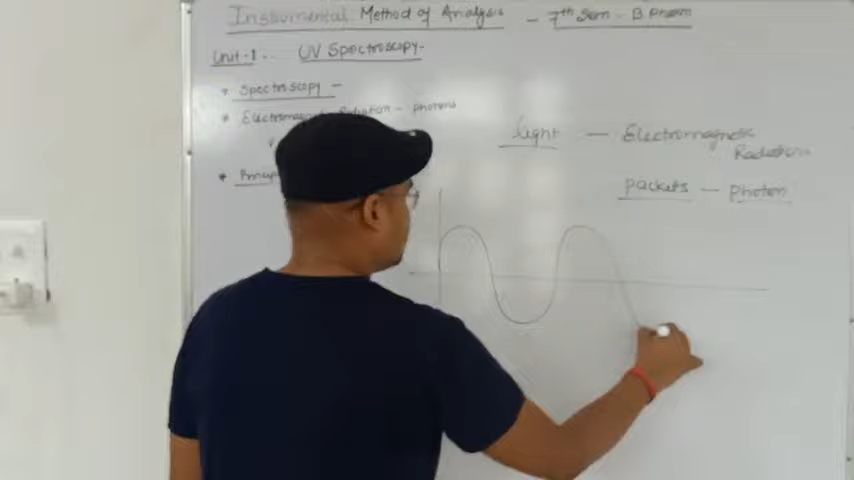 Instrumental Method of Analysis - 7th Sem - B. Pharm
Unit-1. UV Spectroscopy-
* Spectroscopy -
* Electromagnetic Radiation - photons
* 
light — Electromagnetic
Radiation
packets — photon